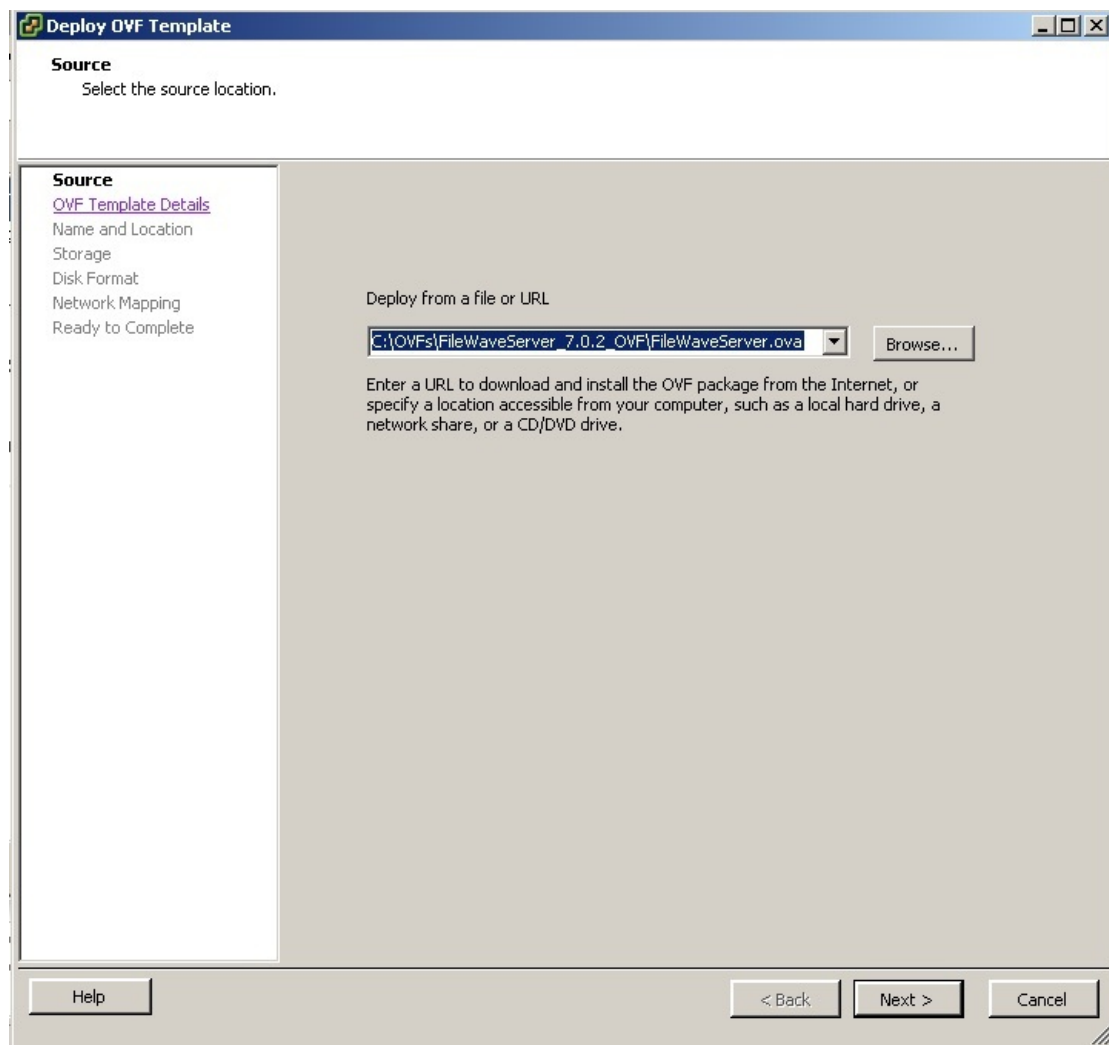 Deploy OVF Template
Source
Select the source location.
Source
OVF Template Details
Name and Location
Storage
Disk Format
Network Mapping
Ready to Complete
Deploy from a file or URL
C:\OVFs\FileWaveServer_7.0.2_OVF\FileWaveServer.ova
Browse...
Enter a URL to download and install the OVF package from the Internet, or
specify a location accessible from your computer, such as a local hard drive, a
network share, or a CD/DVD drive.
Help
< Back
Next >
Cancel